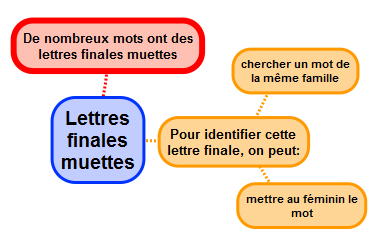 De nombreux mots ont des
lettres finales muettes
chercher un mot de
la même famille
Lettres
finales
muettes
Pour identifier cette
lettre finale, on peut:
mettre au féminin le
mot